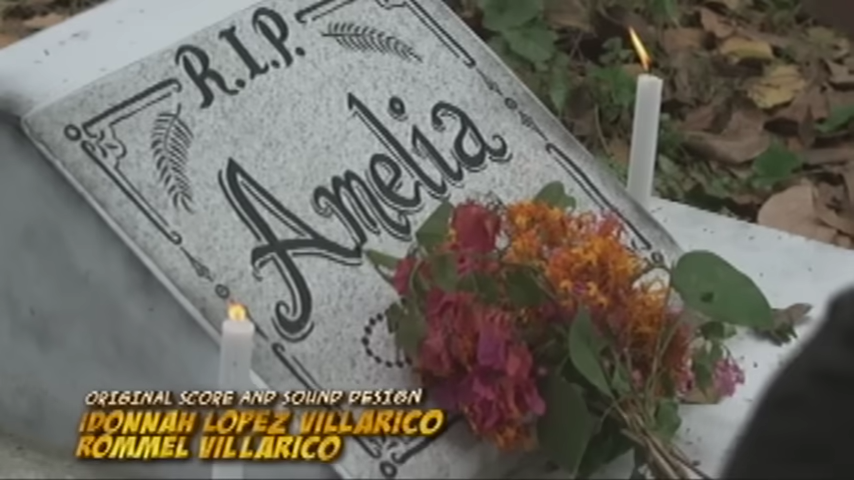 R.I.P.
Amelia
ORIGINAL SCORE AND SOUND DESIGN
IDONNAH LOPEZ VILLARICO
ROMMEL VILLARICO